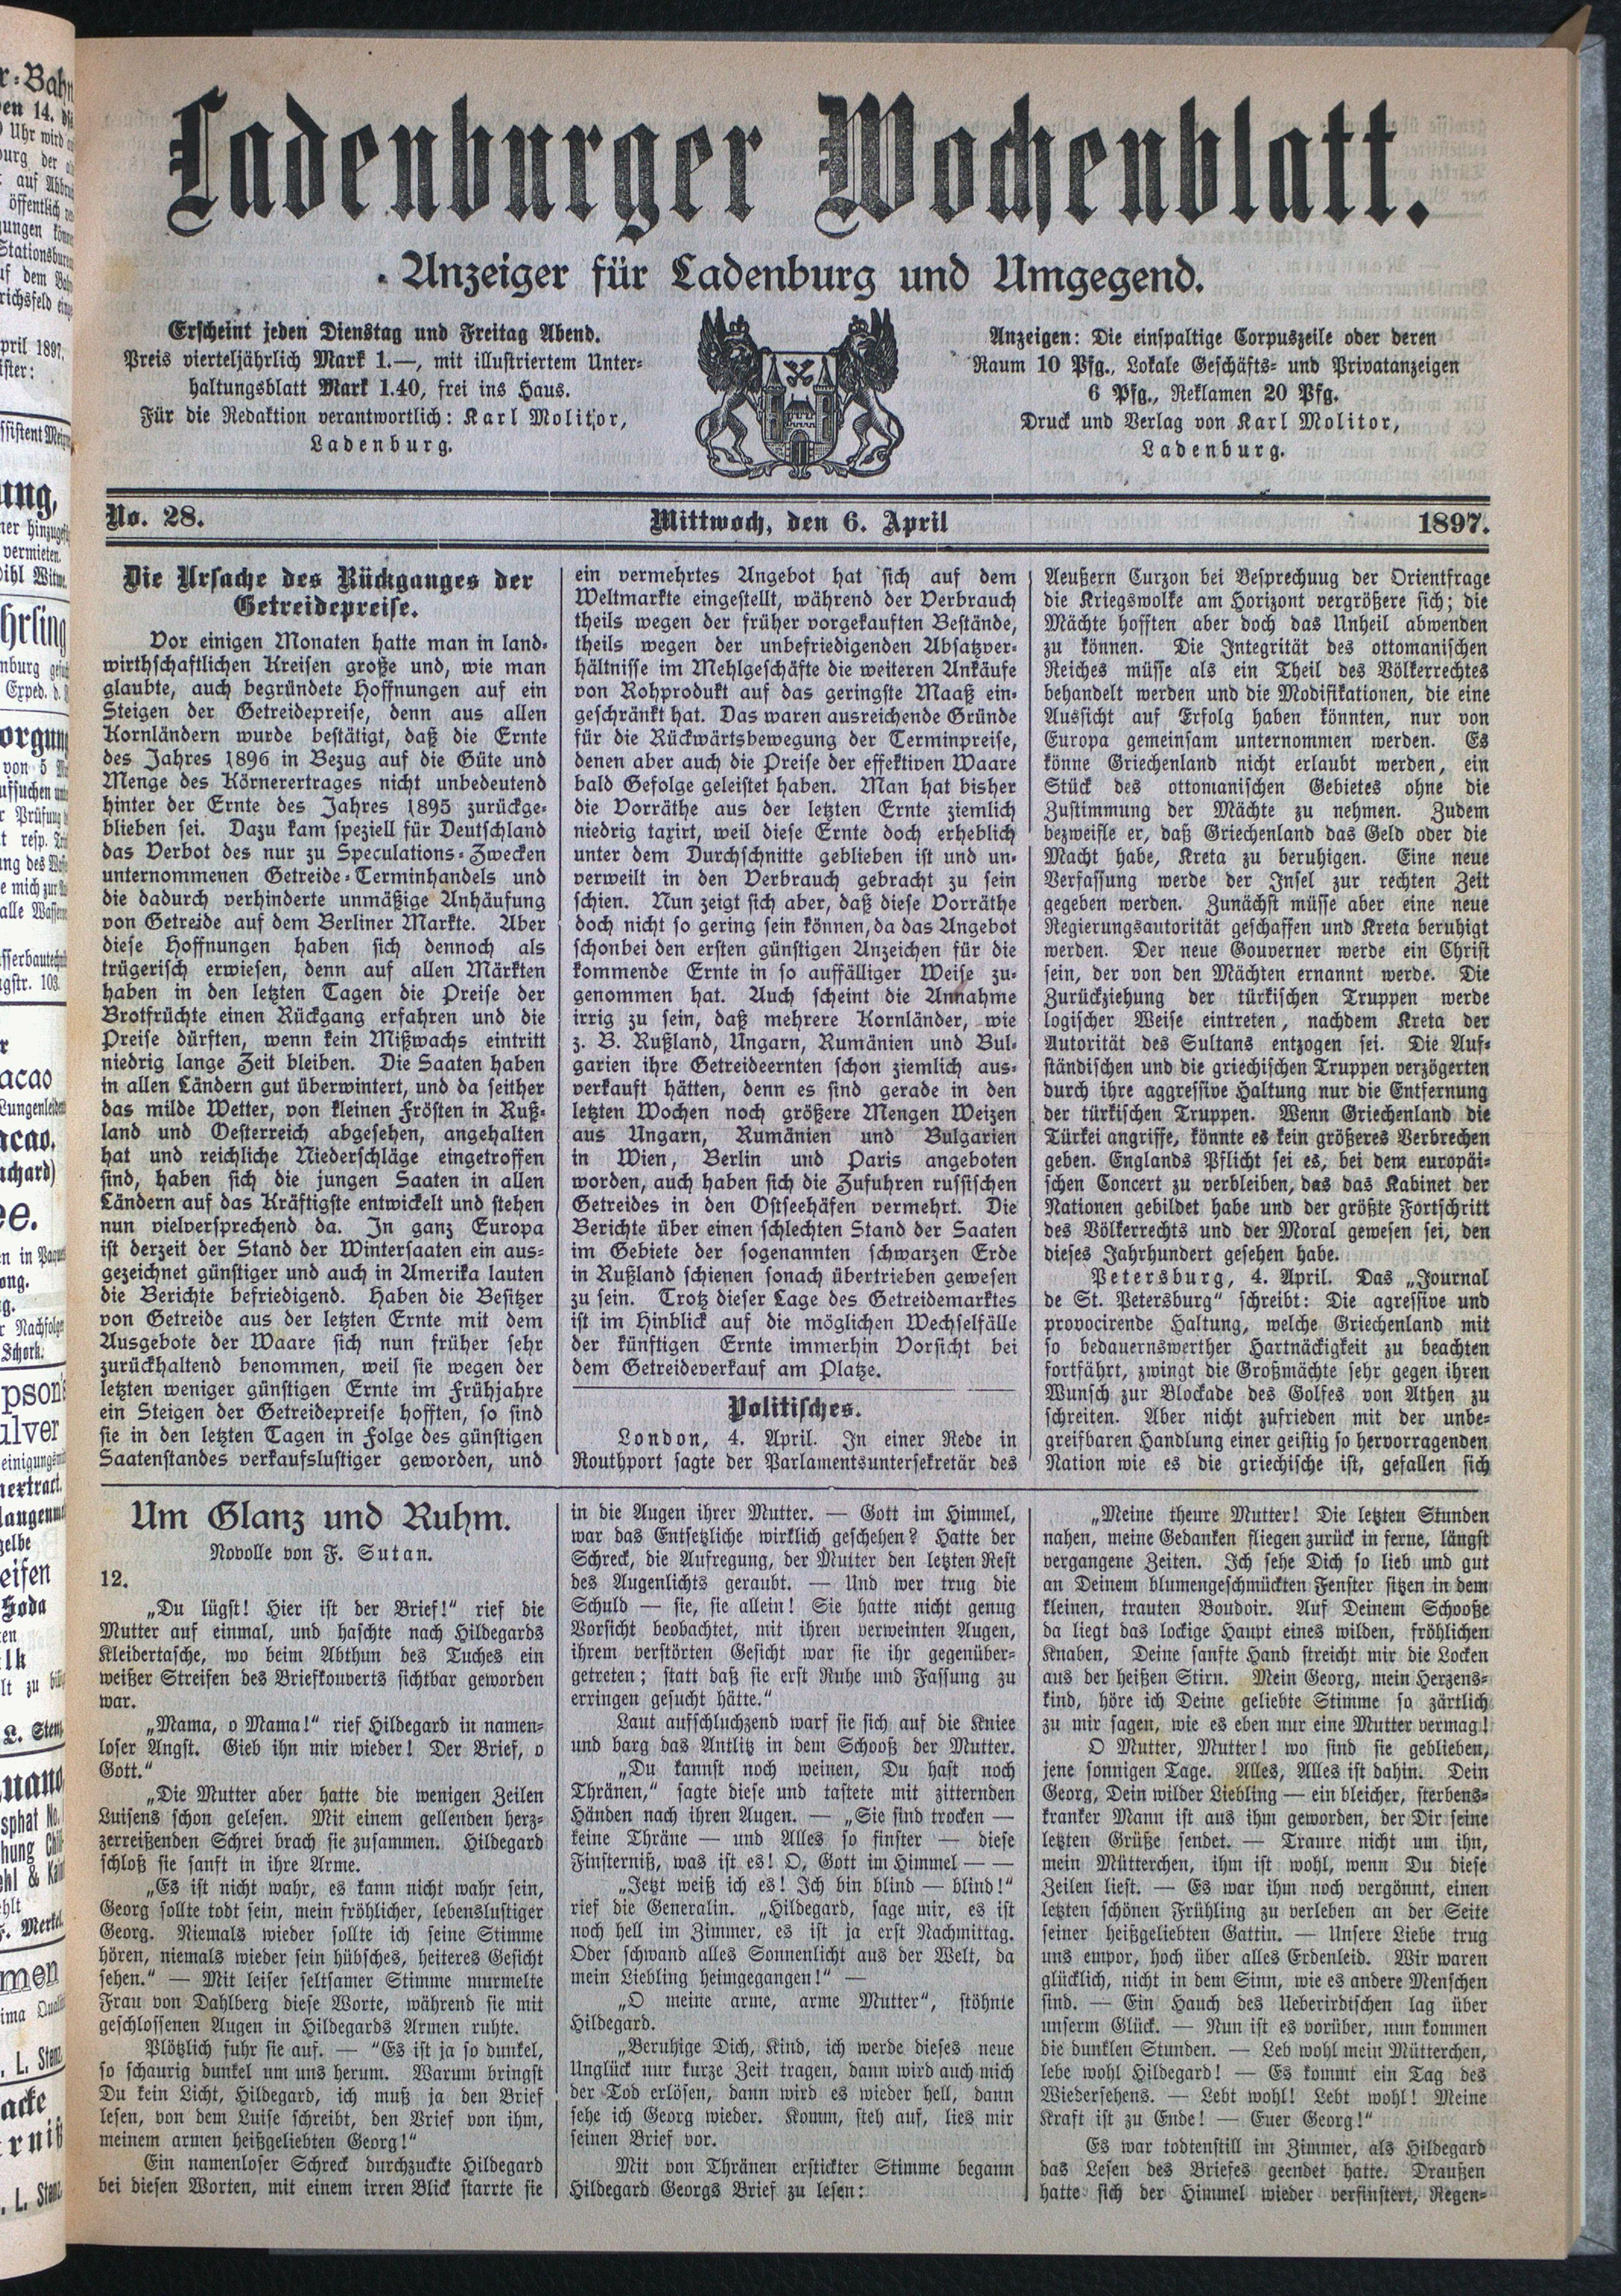 Ladenburger Wochenblatt.
Anzeiger für Ladenburg und Umgegend.
Erscheint jeden Dienstag und Freitag Abend.
Preis vierteljährlich Mark 1.—, mit illustriertem Unter-
haltungsblatt Mark 1.40, frei ins Haus.
Für die Redaktion verantwortlich: Karl Molitor,
Ladenburg.
Anzeigen: Die einspaltige Corpuszeile oder deren
Raum 10 Pfg., Lokale Geschäfts- und Privatanzeigen
6 Pfg., Reklamen 20 Pfg.
Druck und Verlag von Karl Molitor,
Ladenburg.
No. 28. Mittwoch, den 6. April 1897.
Die Ursache des Rückganges der
Getreidepreise.
Vor einigen Monaten hatte man in land-
wirthschaftlichen Kreisen große und, wie man
glaubte, auch begründete Hoffnungen auf ein
Steigen der Getreidepreise, denn aus allen
Kornländern wurde bestätigt, daß die Ernte
des Jahres 1896 in Bezug auf die Güte und
Menge des Körnerertrages nicht unbedeutend
hinter der Ernte des Jahres 1895 zurückge-
blieben sei. Dazu kam speziell für Deutschland
das Verbot des nur zu Speculations-Zwecken
unternommenen Getreide-Terminhandels und
die dadurch verhinderte unmäßige Anhäufung
von Getreide auf dem Berliner Markte. Aber
diese Hoffnungen haben sich dennoch als
trügerisch erwiesen, denn auf allen Märkten
haben in den letzten Tagen die Preise der
Brotfrüchte einen Rückgang erfahren und die
Preise dürften, wenn kein Mißwachs eintritt
niedrig lange Zeit bleiben. Die Saaten haben
in allen Ländern gut überwintert, und da seither
das milde Wetter, von kleinen Frösten in Ruß-
land und Oesterreich abgesehen, angehalten
hat und reichliche Niederschläge eingetroffen
sind, haben sich die jungen Saaten in allen
Ländern auf das Kräftigste entwickelt und stehen
nun vielversprechend da. In ganz Europa
ist derzeit der Stand der Wintersaaten ein aus-
gezeichnet günstiger und auch in Amerika lauten
die Berichte befriedigend. Haben die Besitzer
von Getreide aus der letzten Ernte mit dem
Ausgebote der Waare sich nun früher sehr
zurückhaltend benommen, weil sie wegen der
letzten weniger günstigen Ernte im Frühjahre
ein Steigen der Getreidepreise hofften, so sind
sie in den letzten Tagen in Folge des günstigen
Saatenstandes verkaufslustiger geworden, und
ein vermehrtes Angebot hat sich auf dem
Weltmarkte eingestellt, während der Verbrauch
theils wegen der früher vorgekauften Bestände,
theils wegen der unbefriedigenden Absatzver-
hältnisse im Mehlgeschäfte die weiteren Ankäufe
von Rohprodukt auf das geringste Maaß ein-
geschränkt hat. Das waren ausreichende Gründe
für die Rückwärtsbewegung der Terminpreise,
denen aber auch die Preise der effektiven Waare
bald Gefolge geleistet haben. Man hat bisher
die Vorräthe aus der letzten Ernte ziemlich
niedrig taxirt, weil diese Ernte doch erheblich
unter dem Durchschnitte geblieben ist und un-
verweilt in den Verbrauch gebracht zu sein
schien. Nun zeigt sich aber, daß diese Vorräthe
doch nicht so gering sein können, da das Angebot
schonbei den ersten günstigen Anzeichen für die
kommende Ernte in so auffälliger Weise zu-
genommen hat. Auch scheint die Annahme
irrig zu sein, daß mehrere Kornländer, wie
z. B. Rußland, Ungarn, Rumänien und Bul-
garien ihre Getreideernten schon ziemlich aus-
verkauft hätten, denn es sind gerade in den
letzten Wochen noch größere Mengen Weizen
aus Ungarn, Rumänien und Bulgarien
in Wien, Berlin und Paris angeboten
worden, auch haben sich die Zufuhren russischen
Getreides in den Ostseehäfen vermehrt. Die
Berichte über einen schlechten Stand der Saaten
im Gebiete der sogenannten schwarzen Erde
in Rußland schienen sonach übertrieben gewesen
zu sein. Trotz dieser Lage des Getreidemarktes
ist im Hinblick auf die möglichen Wechselfälle
der künftigen Ernte immerhin Vorsicht bei
dem Getreideverkauf am Platze.
Politisches.
London, 4. April. In einer Rede in
Routhport sagte der Parlamentsuntersekretär des
Aeußern Curzon bei Besprechuug der Orientfrage
die Kriegswolke am Horizont vergrößere sich; die
Mächte hofften aber doch das Unheil abwenden
zu können. Die Integrität des ottomanischen
Reiches müsse als ein Theil des Völkerrechtes
behandelt werden und die Modifikationen, die eine
Aussicht auf Erfolg haben könnten, nur von
Europa gemeinsam unternommen werden. Es
könne Griechenland nicht erlaubt werden, ein
Stück des ottomanischen Gebietes ohne die
Zustimmung der Mächte zu nehmen. Zudem
bezweifle er, daß Griechenland das Geld oder die
Macht habe, Kreta zu beruhigen. Eine neue
Verfassung werde der Insel zur rechten Zeit
gegeben werden. Zunächst müsse aber eine neue
Regierungsautorität geschaffen und Kreta beruhigt
werden. Der neue Gouverner werde ein Christ
sein, der von den Mächten ernannt werde. Die
Zurückziehung der türkischen Truppen werde
logischer Weise eintreten, nachdem Kreta der
Autorität des Sultans entzogen sei. Die Auf-
ständischen und die griechischen Truppen verzögerten
durch ihre aggressive Haltung nur die Entfernung
der türkischen Truppen. Wenn Griechenland die
Türkei angriffe, könnte es kein größeres Verbrechen
geben. Englands Pflicht sei es, bei dem europäi-
schen Concert zu verbleiben, das das Kabinet der
Nationen gebildet habe und der größte Fortschritt
des Völkerrechts und der Moral gewesen sei, den
dieses Jahrhundert gesehen habe.
Petersburg, 4. April. Das „Journal
de St. Petersburg“ schreibt: Die agressive und
provocirende Haltung, welche Griechenland mit
so bedauernswerther Hartnäckigkeit zu beachten
fortfährt, zwingt die Großmächte sehr gegen ihren
Wunsch zur Blockade des Golfes von Athen zu
schreiten. Aber nicht zufrieden mit der unbe-
greifbaren Handlung einer geistig so hervorragenden
Nation wie es die griechische ist, gefallen sich
Um Glanz und Ruhm.
Novolle von F. Sutan.
12.
„Du lügst! Hier ist der Brief!“ rief die
Mutter auf einmal, und haschte nach Hildegards
Kleidertasche, wo beim Abthun des Tuches ein
weißer Streifen des Briefkouverts sichtbar geworden
war.
„Mama, o Mama!“ rief Hildegard in namen-
loser Angst. Gieb ihn mir wieder! Der Brief, o
Gott.“
„Die Mutter aber hatte die wenigen Zeilen
Luisens schon gelesen. Mit einem gellenden herz-
zerreißenden Schrei brach sie zusammen. Hildegard
schloß sie sanft in ihre Arme.
„Es ist nicht wahr, es kann nicht wahr sein,
Georg sollte todt sein, mein fröhlicher, lebenslustiger
Georg. Niemals wieder sollte ich seine Stimme
hören, niemals wieder sein hübsches, heiteres Gesicht
sehen.“ — Mit leiser seltsamer Stimme murmelte
Frau von Dahlberg diese Worte, während sie mit
geschlossenen Augen in Hildegards Armen ruhte.
Plötzlich fuhr sie auf. — “Es ist ja so dunkel,
so schaurig dunkel um uns herum. Warum bringst
Du kein Licht, Hildegard, ich muß ja den Brief
lesen, von dem Luise schreibt, den Brief von ihm,
meinem armen heißgeliebten Georg!“
Ein namenloser Schreck durchzuckte Hildegard
bei diesen Worten, mit einem irren Blick starrte sie
in die Augen ihrer Mutter. — Gott im Himmel,
war das Entsetzliche wirklich geschehen? Hatte der
Schreck, die Aufregung, der Mutter den letzten Rest
des Augenlichts geraubt. — Und wer trug die
Schuld — sie, sie allein! Sie hatte nicht genug
Vorsicht beobachtet, mit ihren verweinten Augen,
ihrem verstörten Gesicht war sie ihr gegenüber-
getreten; statt daß sie erst Ruhe und Fassung zu
erringen gesucht hätte.“
Laut aufschluchzend warf sie sich auf die Kniee
und barg das Antlitz in dem Schooß der Mutter.
„Du kannst noch weinen, Du hast noch
Thränen,“ sagte diese und tastete mit zitternden
Händen nach ihren Augen. — „Sie sind trocken —
keine Thräne — und Alles so finster — diese
Finsterniß, was ist es! O, Gott im Himmel — —
„Jetzt weiß ich es! Ich bin blind — blind!“
rief die Generalin. „Hildegard, sage mir, es ist
noch hell im Zimmer, es ist ja erst Nachmittag.
Oder schwand alles Sonnenlicht aus der Welt, da
mein Liebling heimgegangen!“ —
„O meine arme, arme Mutter“, stöhnte
Hildegard.
„Beruhige Dich, Kind, ich werde dieses neue
Unglück nur kurze Zeit tragen, dann wird auch mich
der Tod erlösen, dann wird es wieder hell, dann
sehe ich Georg wieder. Komm, steh auf, lies mir
seinen Brief vor.
Mit von Thränen erstickter Stimme begann
Hildegard Georgs Brief zu lesen:
„Meine theure Mutter! Die letzten Stunden
nahen, meine Gedanken fliegen zurück in ferne, längst
vergangene Zeiten. Ich sehe Dich so lieb und gut
an Deinem blumengeschmückten Fenster sitzen in dem
kleinen, trauten Boudoir. Auf Deinem Schooße
da liegt das lockige Haupt eines wilden, fröhlichen
Knaben, Deine sanfte Hand streicht mir die Locken
aus der heißen Stirn. Mein Georg, mein Herzens-
kind, höre ich Deine geliebte Stimme so zärtlich
zu mir sagen, wie es eben nur eine Mutter vermag!
O Mutter, Mutter! wo sind sie geblieben,
jene sonnigen Tage. Alles, Alles ist dahin. Dein
Georg, Dein wilder Liebling — ein bleicher, sterbens-
kranker Mann ist aus ihm geworden, der Dir seine
letzten Grüße sendet. — Traure nicht um ihn,
mein Mütterchen, ihm ist wohl, wenn Du diese
Zeilen liest. — Es war ihm noch vergönnt, einen
letzten schönen Frühling zu verleben an der Seite
seiner heißgeliebten Gattin. — Unsere Liebe trug
uns empor, hoch über alles Erdenleid. Wir waren
glücklich, nicht in dem Sinn, wie es andere Menschen
sind. — Ein Hauch des Ueberirdischen lag über
unserm Glück. — Nun ist es vorüber, nun kommen
die dunklen Stunden. — Leb wohl mein Mütterchen,
lebe wohl Hildegard! — Es kommt ein Tag des
Wiedersehens. — Lebt wohl! Lebt wohl! Meine
Kraft ist zu Ende! — Euer Georg!“
Es war todtenstill im Zimmer, als Hildegard
das Lesen des Briefes geendet hatte. Draußen
hatte sich der Himmel wieder verfinstert, Regen-